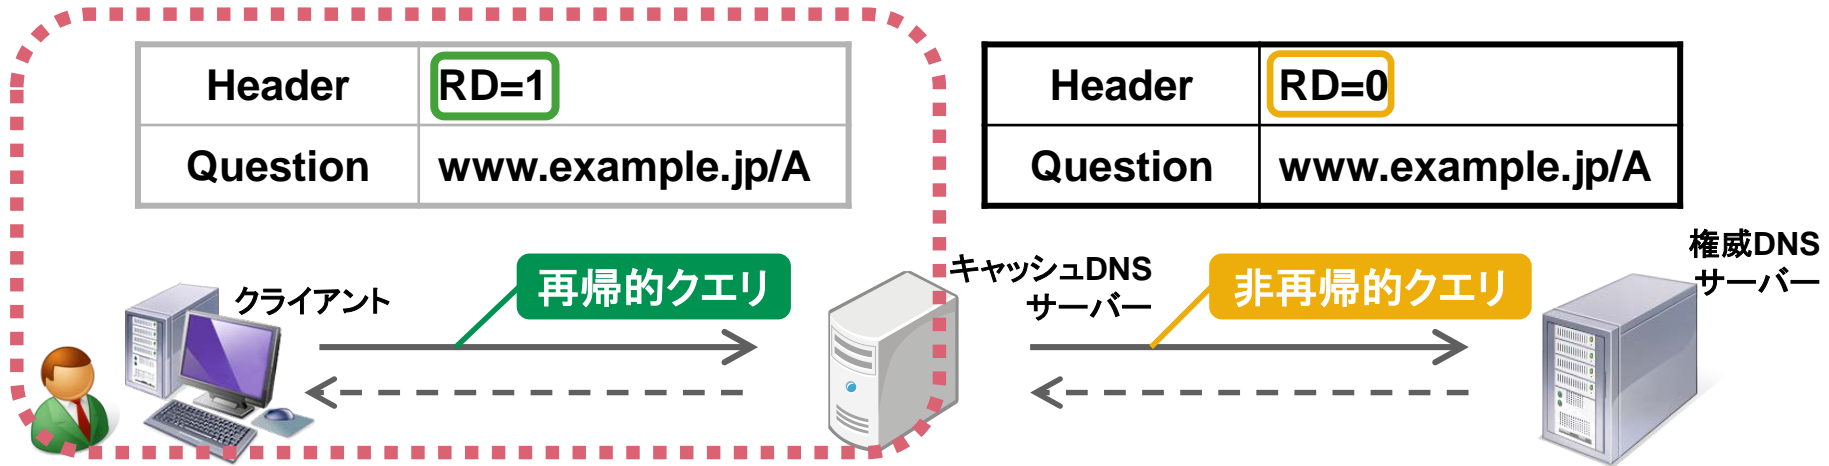 Header RD=1
Question www.example.jp/A
Header RD=0
Question www.example.jp/A
クライアント
再帰的クエリ
キャッシュDNS
サーバー
非再帰的クエリ
権威DNS
サーバー